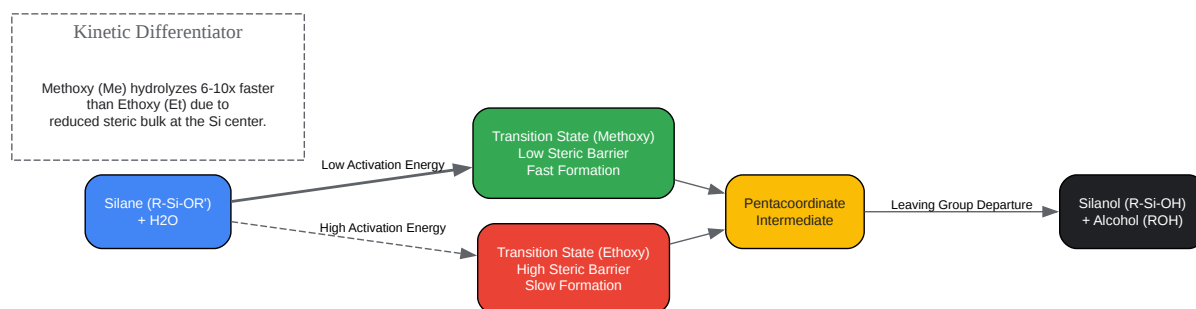 Kinetic Differentiator
Methoxy (Me) hydrolyzes 6-10x faster
than Ethoxy (Et) due to
reduced steric bulk at the Si center.
Silane (R-Si-OR')
+ H2O
Low Activation Energy
High Activation Energy
Transition State (Methoxy)
Low Steric Barrier
Fast Formation
Transition State (Ethoxy)
High Steric Barrier
Slow Formation
Pentacoordinate
Intermediate
Leaving Group Departure
Silanol (R-Si-OH)
+ Alcohol (ROH)